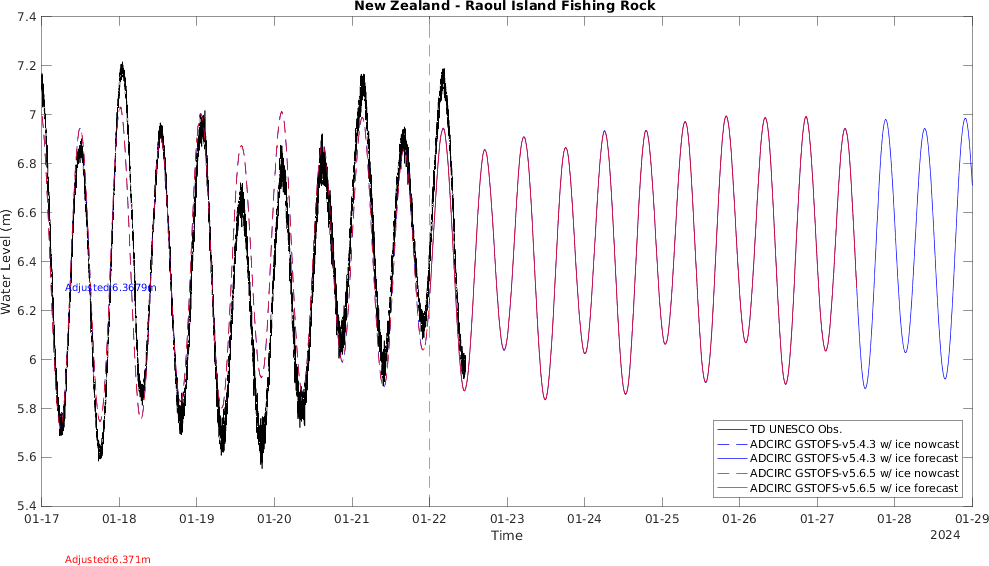 New Zealand - Raoul Island Fishing Rock
7.4
7.2
7
6.8
6.6
6.4
6.2
6
5.8
5.6
5.4
Water Level (m)
Adjusted:6.3679m
TD UNESCO Obs.
ADCIRC GSTOFS-v5.4.3 w/ ice nowcast
ADCIRC GSTOFS-v5.4.3 w/ ice forecast
ADCIRC GSTOFS-v5.6.5 w/ ice nowcast
ADCIRC GSTOFS-v5.6.5 w/ ice forecast
01-17 01-18 01-19 01-20 01-21 01-22 01-23 01-24 01-25 01-26 01-27 01-28 01-29
Time
2024
Adjusted:6.371m